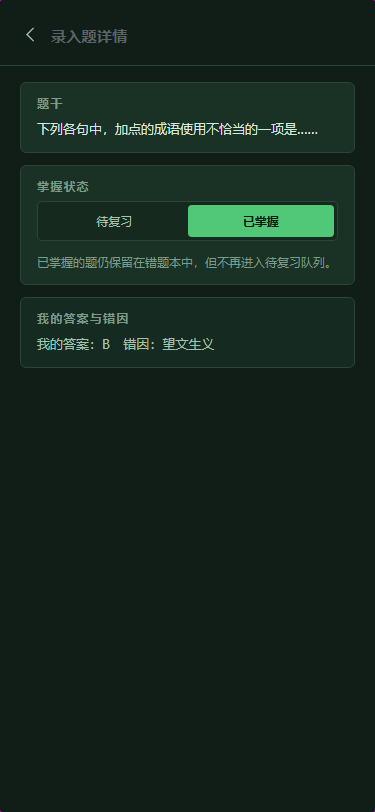 录入题详情
题干
下列各句中，加点的成语使用不恰当的一项是……
掌握状态
待复习
已掌握
已掌握的题仍保留在错题本中，但不再进入待复习队列。
我的答案与错因
我的答案：B　错因：望文生义